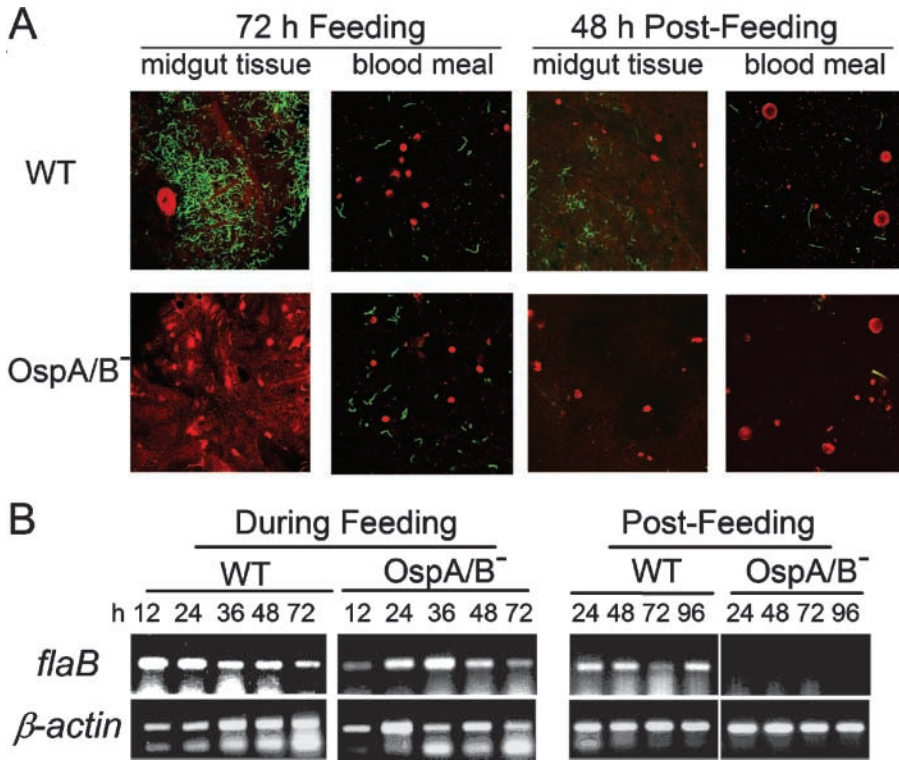 A
72 h Feeding 48 h Post-Feeding
midgut tissue blood meal midgut tissue blood meal
WT
OspA/B⁻
B
During Feeding Post-Feeding
WT OspA/B⁻ WT OspA/B⁻
h 12 24 36 48 72 12 24 36 48 72 24 48 72 96 24 48 72 96
flaB
β-actin